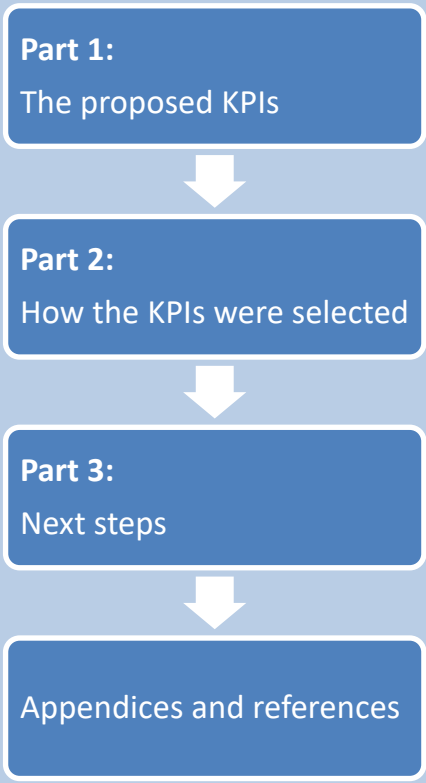 Part 1:
The proposed KPIs
Part 2:
How the KPIs were selected
Part 3:
Next steps
Appendices and references